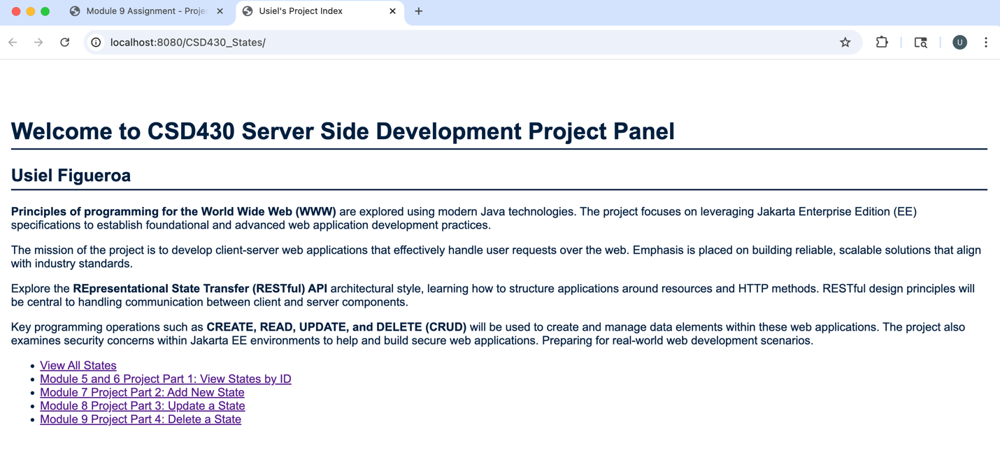 Module 9 Assignment - Proje
Usiel's Project Index
localhost:8080/CSD430_States/
U
Welcome to CSD430 Server Side Development Project Panel
Usiel Figueroa
Principles of programming for the World Wide Web (WWW) are explored using modern Java technologies. The project focuses on leveraging Jakarta Enterprise Edition (EE)
specifications to establish foundational and advanced web application development practices.
The mission of the project is to develop client-server web applications that effectively handle user requests over the web. Emphasis is placed on building reliable, scalable solutions that align
with industry standards.
Explore the REpresentational State Transfer (RESTful) API architectural style, learning how to structure applications around resources and HTTP methods. RESTful design principles will
be central to handling communication between client and server components.
Key programming operations such as CREATE, READ, UPDATE, and DELETE (CRUD) will be used to create and manage data elements within these web applications. The project also
examines security concerns within Jakarta EE environments to help and build secure web applications. Preparing for real-world web development scenarios.
• View All States
• Module 5 and 6 Project Part 1: View States by ID
• Module 7 Project Part 2: Add New State
• Module 8 Project Part 3: Update a State
• Module 9 Project Part 4: Delete a State